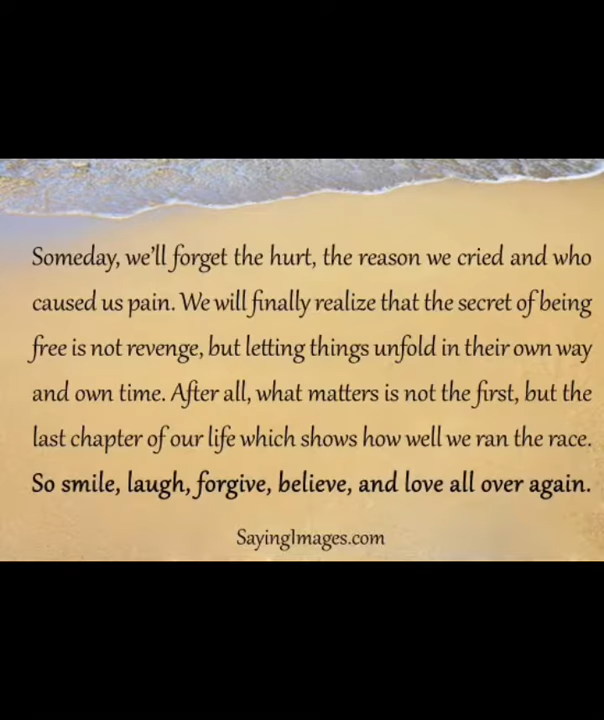 Someday, we'll forget the hurt, the reason we cried and who
caused us pain. We will finally realize that the secret of being
free is not revenge, but letting things unfold in their own way
and own time. After all, what matters is not the first, but the
last chapter of our life which shows how well we ran the race.
So smile, laugh, forgive, believe, and love all over again.
SayingImages.com